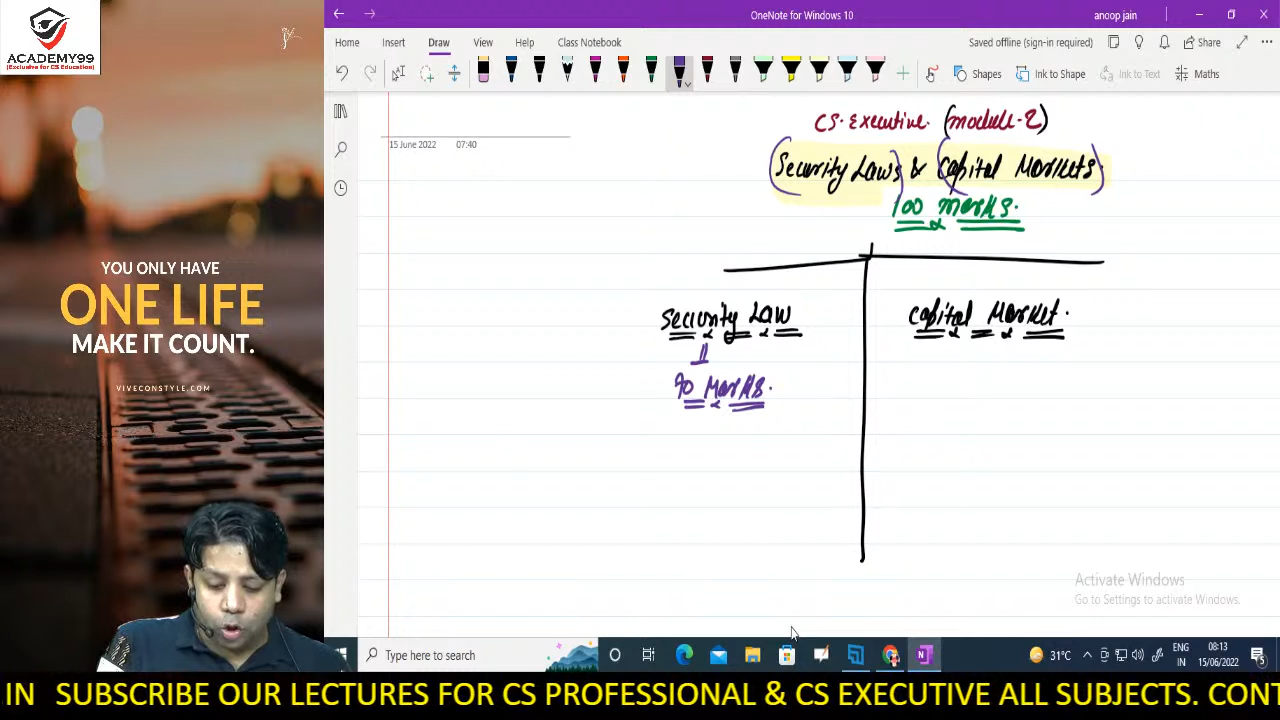 ACADEMY99
(Exclusive for CS Education)
YOU ONLY HAVE
ONE LIFE
MAKE IT COUNT.
VIVECONSTYLE.COM
OneNote for Windows 10
anoop jain
Home Insert Draw View Help Class Notebook
Saved offline (sign-in required)
Share
Shapes
Ink to Shape
Ink to Text
Maths
15 June 2022 07:40
CS-Executive (module-2)
(Security Laws) & (Capital Markets)
100 marks.
Security Law
Capital Market.
90 Marks.
Activate Windows
Go to Settings to activate Windows.
Type here to search
31°C
ENG
IN
08:13
15/06/2022
5
IN SUBSCRIBE OUR LECTURES FOR CS PROFESSIONAL & CS EXECUTIVE ALL SUBJECTS. CONT